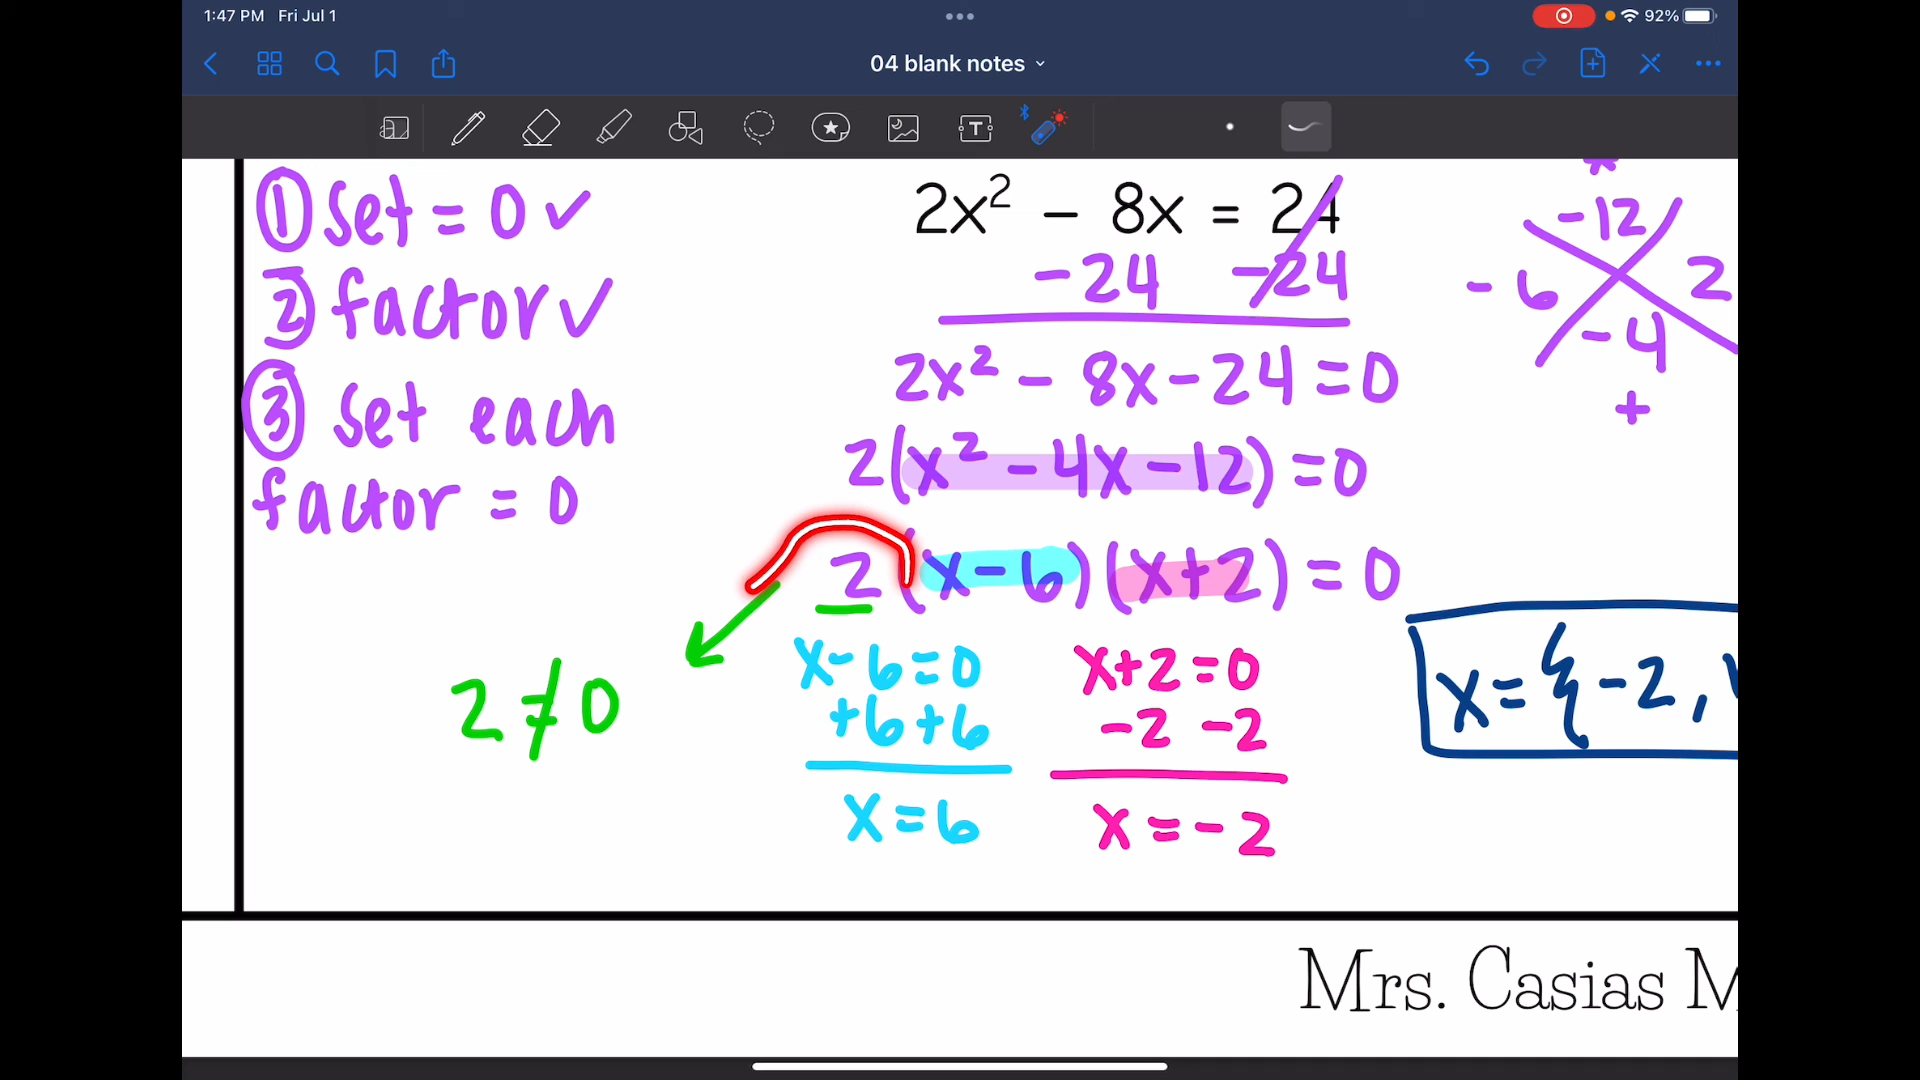 1:47 PM Fri Jul 1
92%
04 blank notes
① Set = 0 ✓
② factor ✓
③ Set each
factor = 0
2x² − 8x = 24
-24 -24
2x² - 8x - 24 = 0
2(x² - 4x - 12) = 0
2(x - 6)(x + 2) = 0
x - 6 = 0
+6 +6
x = 6
x + 2 = 0
-2 -2
x = -2
2 ≠ 0
*
-12
-6 2
-4
+
x = { -2,
Mrs. Casias